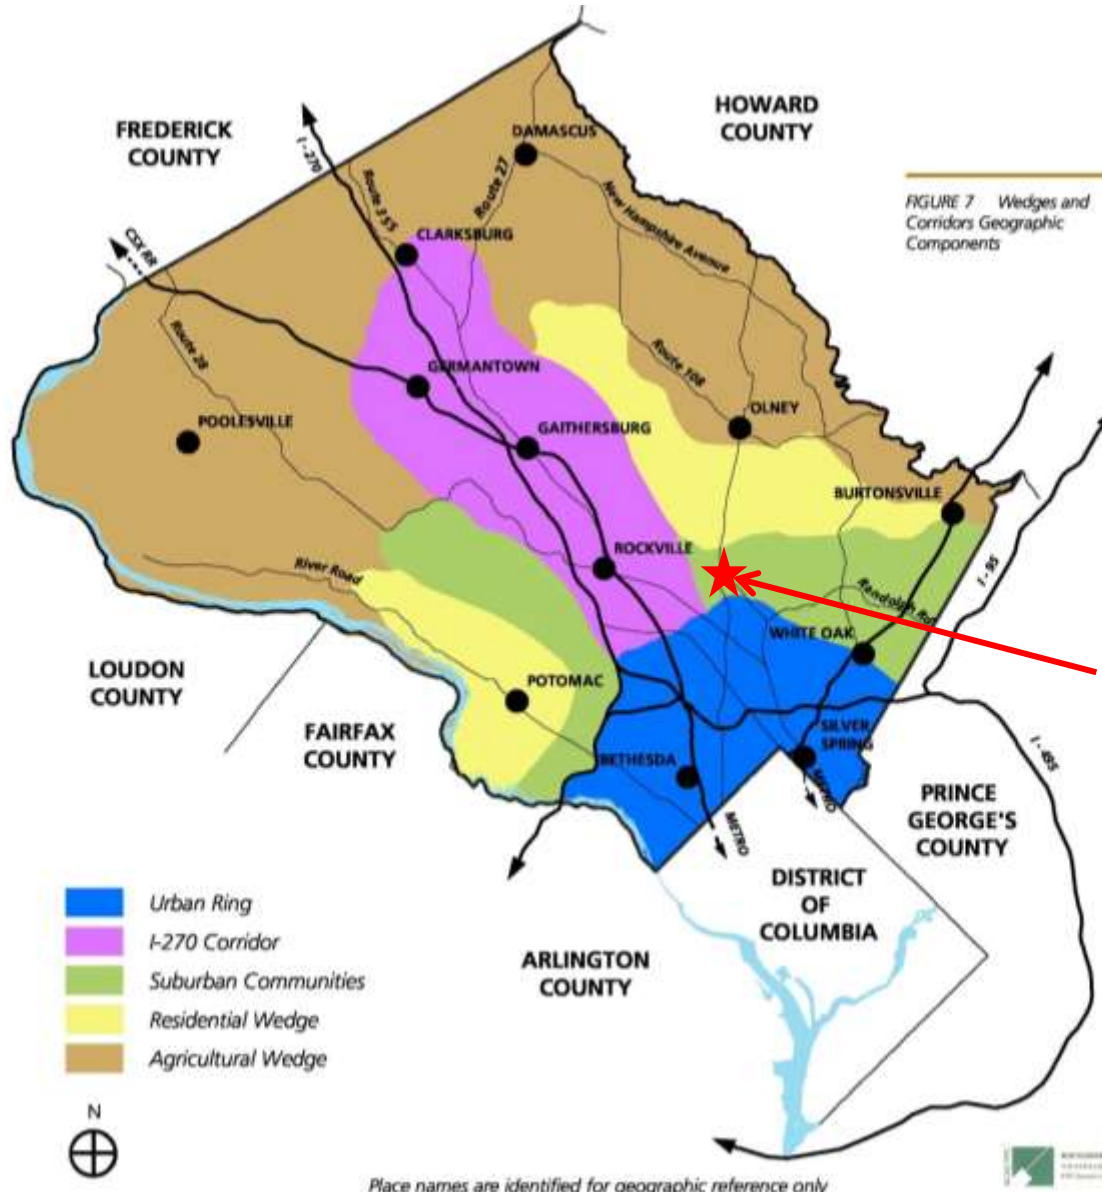 FREDERICK
COUNTY
HOWARD
COUNTY
FIGURE 7 Wedges and
Corridors Geographic
Components
I - 270
Route 355
Route 27
DAMASCUS
New Hampshire Avenue
CLARKSBURG
CSX RR
Route 28
GERMANTOWN
Route 108
POOLESVILLE
GAITHERSBURG
OLNEY
BURTONSVILLE
ROCKVILLE
River Road
Randolph Rd
I - 95
WHITE OAK
LOUDON
COUNTY
POTOMAC
FAIRFAX
COUNTY
BETHESDA
SILVER
SPRING
METRO
METRO
I - 495
PRINCE
GEORGE'S
COUNTY
DISTRICT
OF
COLUMBIA
ARLINGTON
COUNTY
Urban Ring
I-270 Corridor
Suburban Communities
Residential Wedge
Agricultural Wedge
N
Place names are identified for geographic reference only